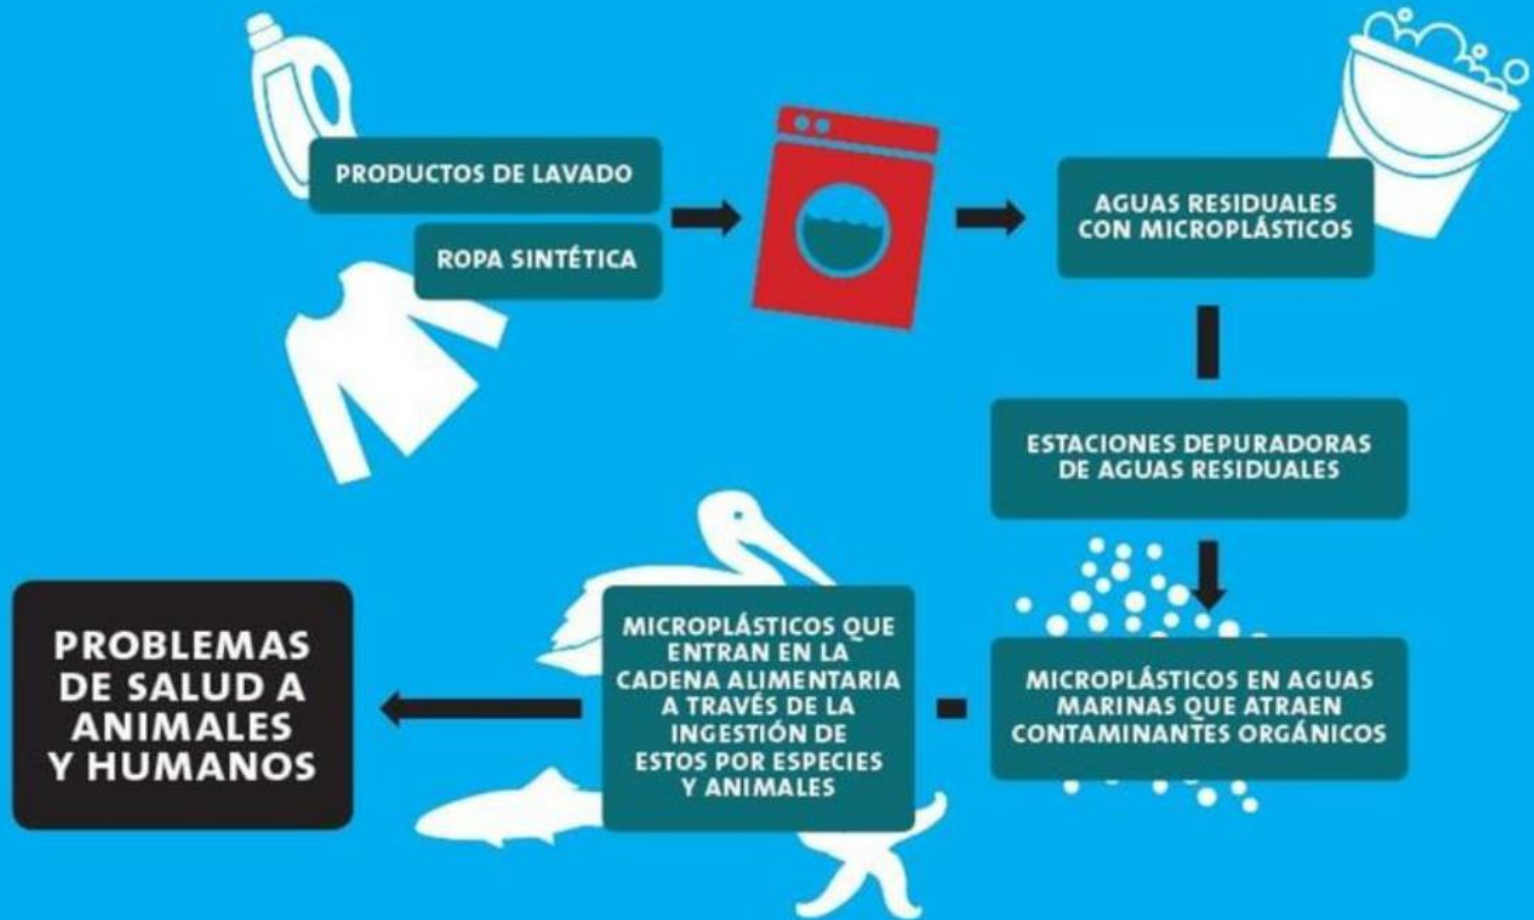 PRODUCTOS DE LAVADO
ROPA SINTÉTICA
AGUAS RESIDUALES
CON MICROPLÁSTICOS
ESTACIONES DEPURADORAS
DE AGUAS RESIDUALES
MICROPLÁSTICOS EN AGUAS
MARINAS QUE ATRAEN
CONTAMINANTES ORGÁNICOS
MICROPLÁSTICOS QUE
ENTRAN EN LA
CADENA ALIMENTARIA
A TRAVÉS DE LA
INGESTIÓN DE
ESTOS POR ESPECIES
Y ANIMALES
PROBLEMAS
DE SALUD A
ANIMALES
Y HUMANOS